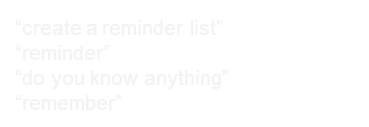 “create a reminder list”
“reminder”
“do you know anything”
“remember”